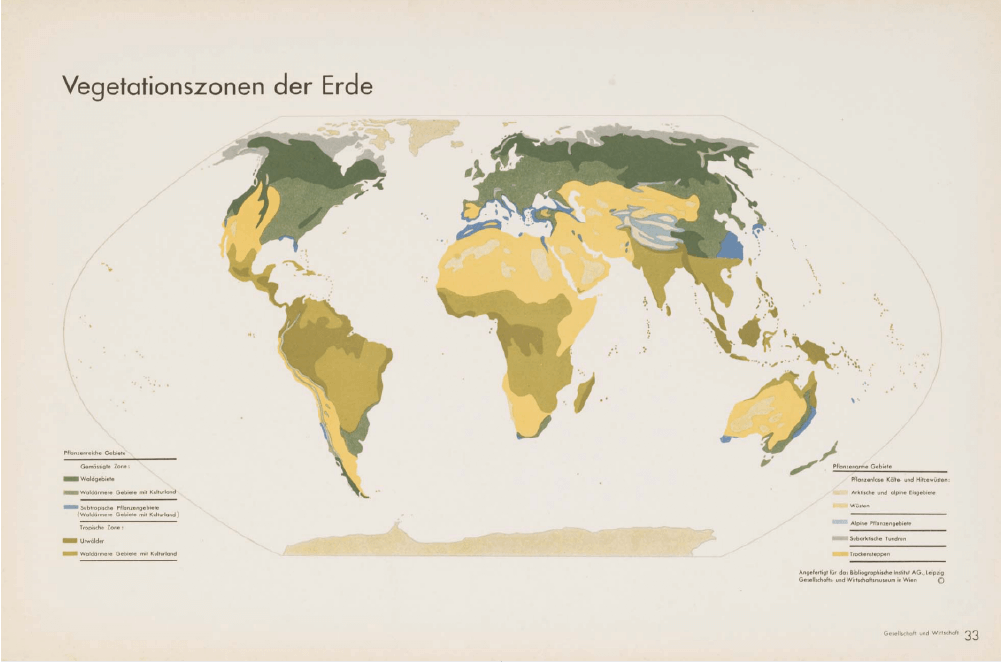 Vegetationszonen der Erde
Pflanzenreiche Gebiete
Gemässigte Zone:
Waldgebiete
Waldärmere Gebiete mit Kulturland
Subtropische Pflanzengebiete
(Waldärmere Gebiete mit Kulturland)
Tropische Zone:
Urwälder
Waldärmere Gebiete mit Kulturland
Pflanzenarme Gebiete
Pflanzenlose Kälte- und Hitzewüsten:
Arktische und alpine Eisgebiete
Wüsten
Alpine Pflanzengebiete
Subarktische Tundren
Trockensteppen
Angefertigt für das Bibliographische Institut AG., Leipzig
Gesellschafts- und Wirtschaftsmuseum in Wien ©
Gesellschaft und Wirtschaft 33